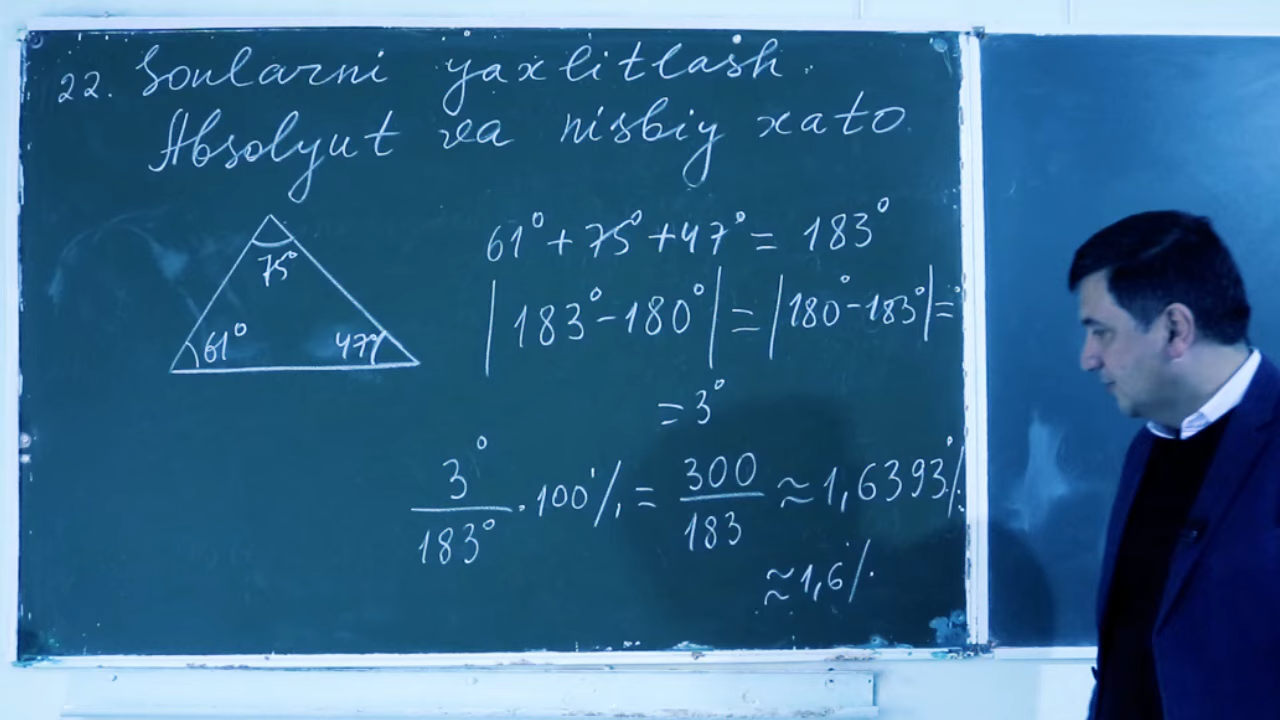 22. Sonlarni yaxlitlash.
Absolyut va nisbiy xato
75°
61°
47°
61° + 75° + 47° = 183°
|183° - 180°| = |180° - 183°| =
= 3°
3° / 183° · 100% = 300 / 183 ≈ 1,6393%
≈ 1,6%